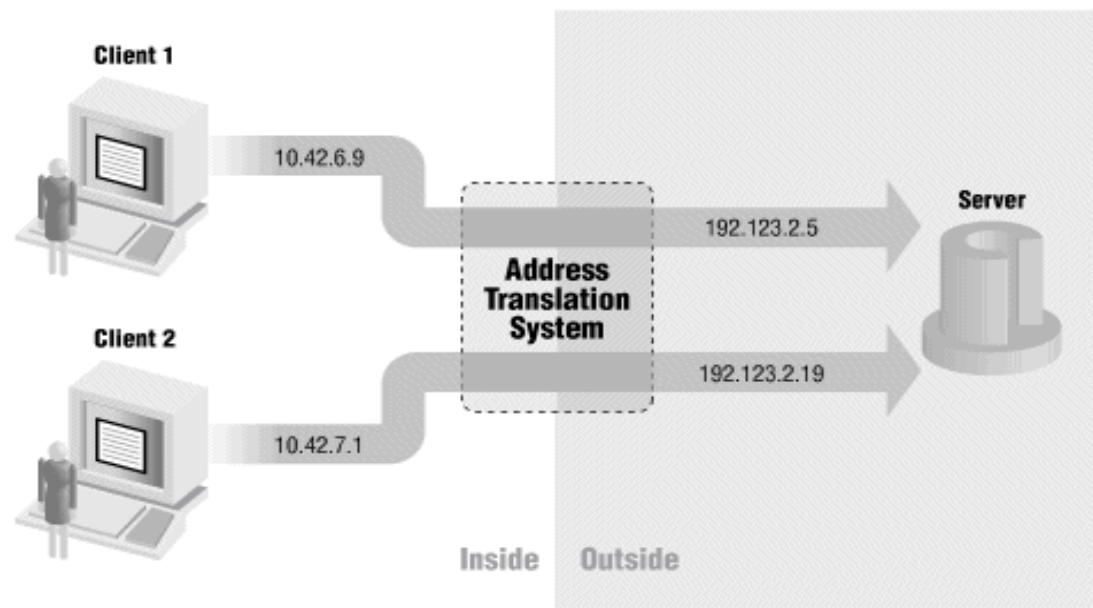 Client 1
10.42.6.9
192.123.2.5
Server
Address
Translation
System
Client 2
192.123.2.19
10.42.7.1
Inside
Outside